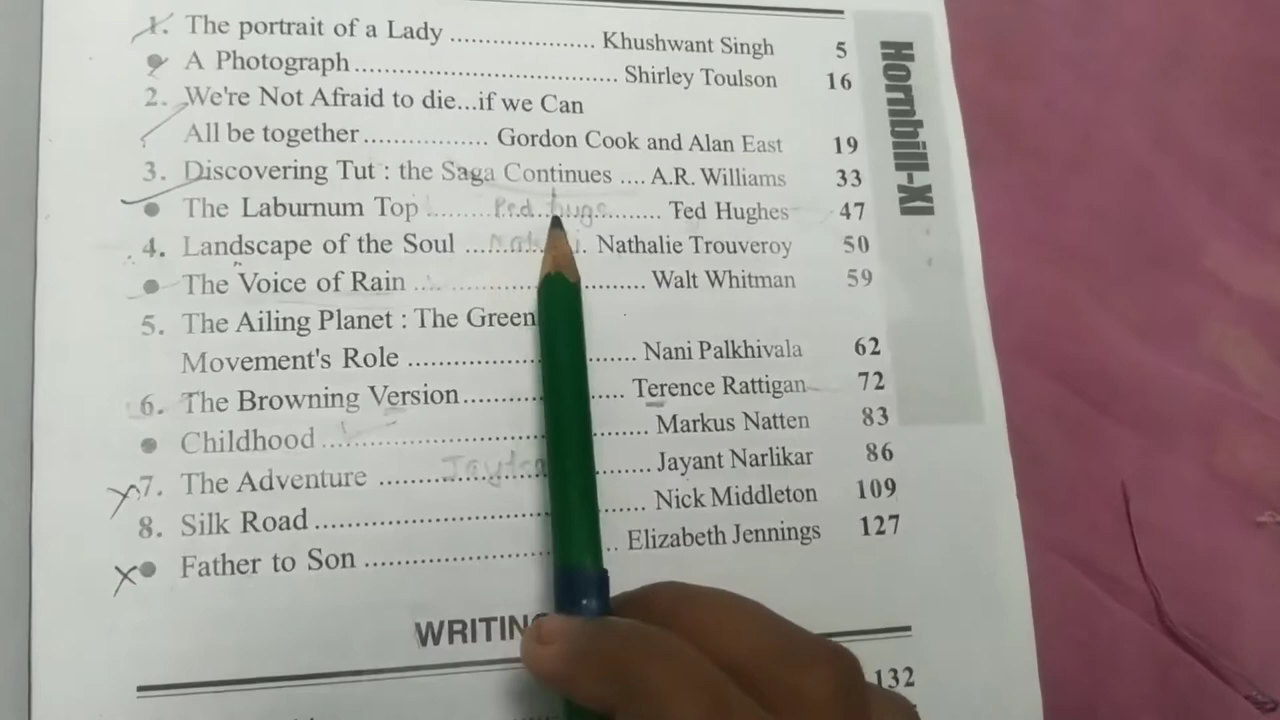 1. The portrait of a Lady ..................... Khushwant Singh 5
● A Photograph...................................... Shirley Toulson 16
2. We're Not Afraid to die...if we Can
All be together.................. Gordon Cook and Alan East 19
3. Discovering Tut : the Saga Continues .... A.R. Williams 33
● The Laburnum Top ................................. Ted Hughes 47
4. Landscape of the Soul ................. Nathalie Trouveroy 50
● The Voice of Rain .................................. Walt Whitman 59
5. The Ailing Planet : The Green
Movement's Role ................................ Nani Palkhivala 62
6. The Browning Version........................ Terence Rattigan 72
● Childhood .............................................. Markus Natten 83
7. The Adventure ....................................... Jayant Narlikar 86
8. Silk Road ................................................ Nick Middleton 109
● Father to Son ..................................... Elizabeth Jennings 127
Hornbill-XI
132